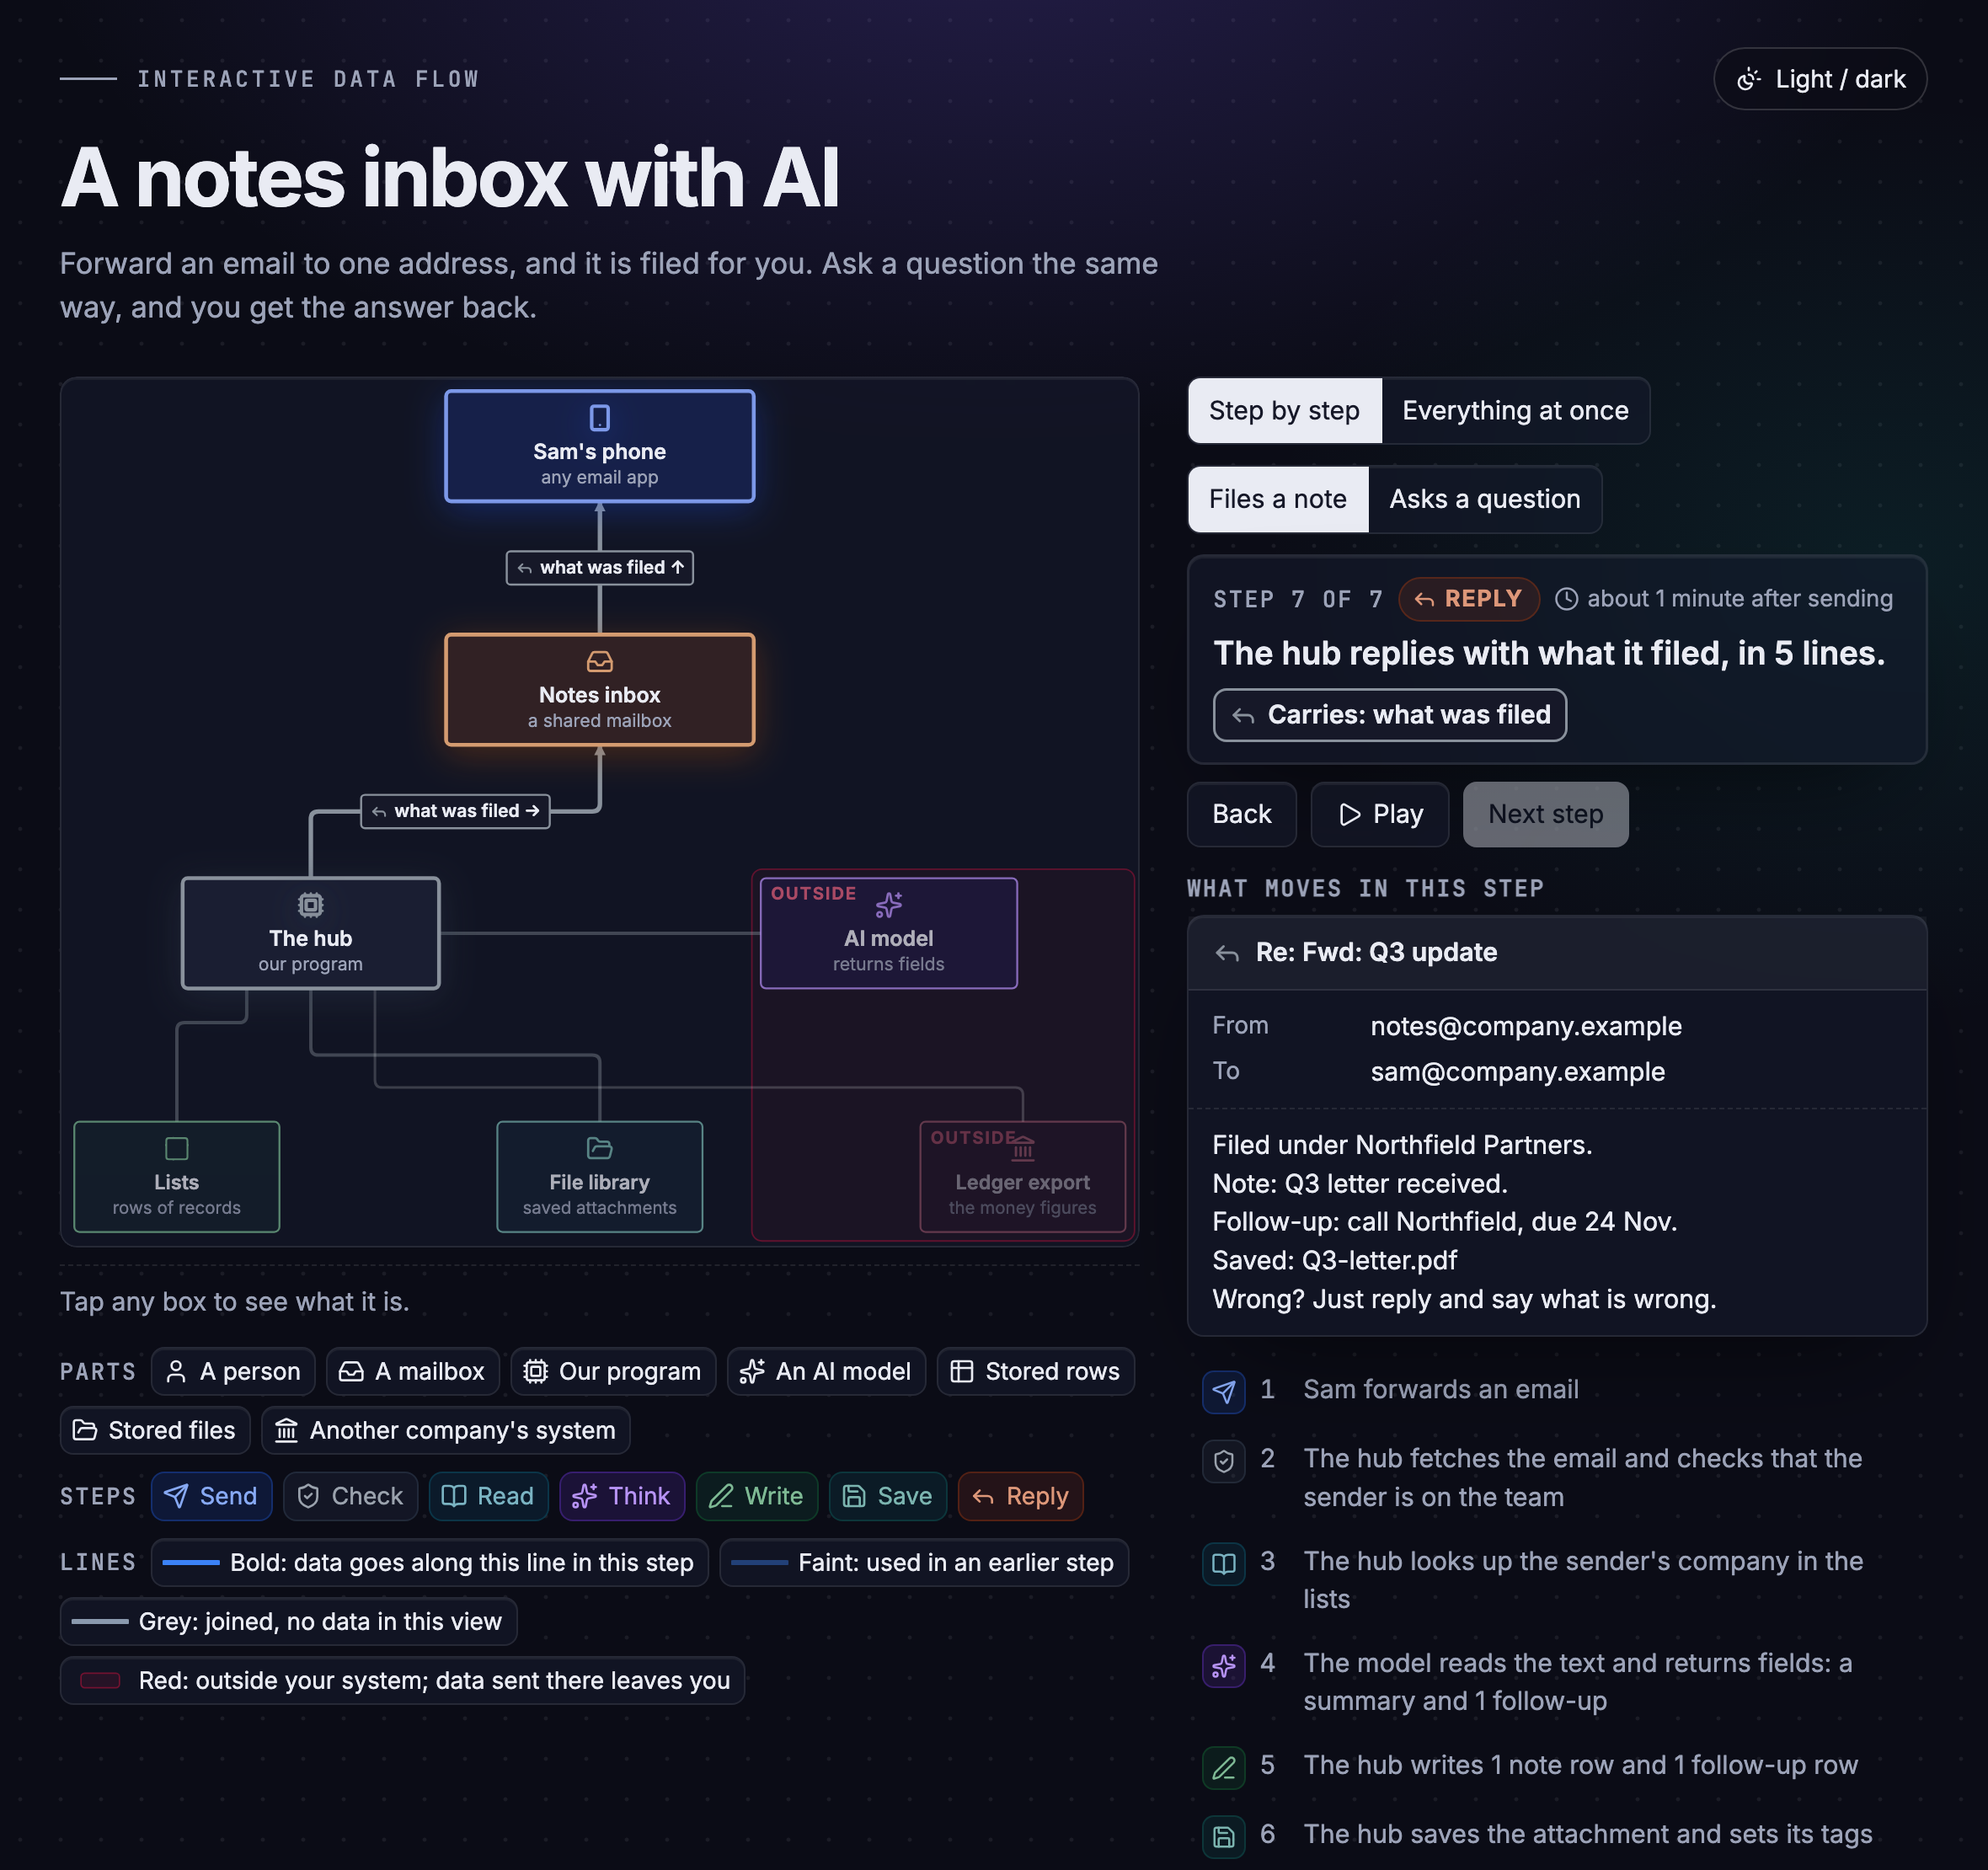 INTERACTIVE DATA FLOW
Light / dark
A notes inbox with AI
Forward an email to one address, and it is filed for you. Ask a question the same
way, and you get the answer back.
Sam's phone
any email app
what was filed ↑
Notes inbox
a shared mailbox
what was filed →
The hub
our program
OUTSIDE
AI model
returns fields
Lists
rows of records
File library
saved attachments
OUTSIDE
Ledger export
the money figures
Tap any box to see what it is.
PARTS A person A mailbox Our program An AI model Stored rows
Stored files Another company's system
STEPS Send Check Read Think Write Save Reply
LINES Bold: data goes along this line in this step Faint: used in an earlier step
Grey: joined, no data in this view
Red: outside your system; data sent there leaves you
Step by step Everything at once
Files a note Asks a question
STEP 7 OF 7 REPLY about 1 minute after sending
The hub replies with what it filed, in 5 lines.
Carries: what was filed
Back Play Next step
WHAT MOVES IN THIS STEP
Re: Fwd: Q3 update
From notes@company.example
To sam@company.example
Filed under Northfield Partners.
Note: Q3 letter received.
Follow-up: call Northfield, due 24 Nov.
Saved: Q3-letter.pdf
Wrong? Just reply and say what is wrong.
1 Sam forwards an email
2 The hub fetches the email and checks that the
sender is on the team
3 The hub looks up the sender's company in the
lists
4 The model reads the text and returns fields: a
summary and 1 follow-up
5 The hub writes 1 note row and 1 follow-up row
6 The hub saves the attachment and sets its tags